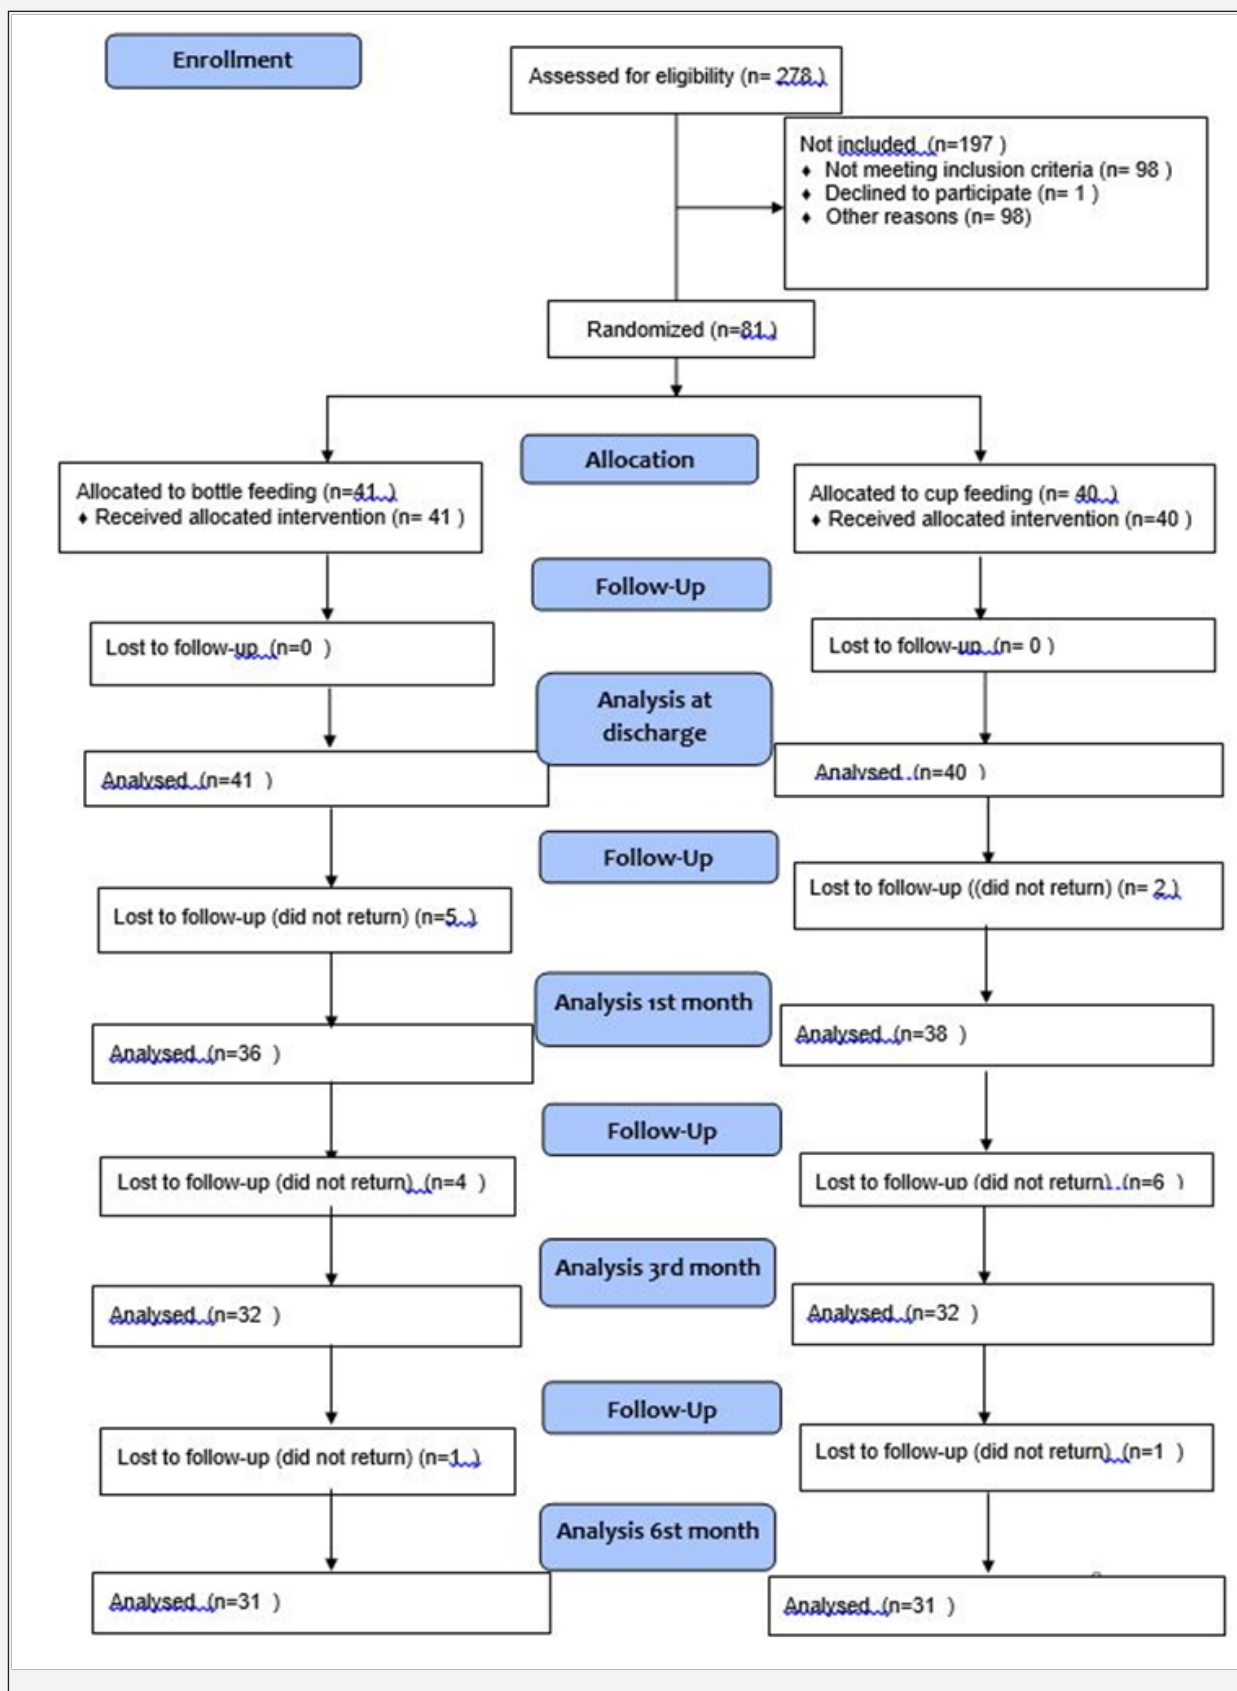 Enrollment
Assessed for eligibility (n= 278 )
Not included  (n=197 )
♦ Not meeting inclusion criteria (n= 98 )
♦ Declined to participate (n= 1 )
♦ Other reasons (n= 98)
Randomized (n=81 )
Allocation
Allocated to bottle feeding (n=41  )
♦ Received allocated intervention (n= 41 )
Allocated to cup feeding (n= 40  )
♦ Received allocated intervention (n=40 )
Follow-Up
Lost to follow-up  (n=0  )
Lost to follow-up  (n= 0 )
Analysis at
discharge
Analysed  (n=41  )
Analysed  (n=40  )
Follow-Up
Lost to follow-up (did not return) (n=5  )
Lost to follow-up ((did not return) (n= 2 )
Analysis 1st month
Analysed  (n=36  )
Analysed  (n=38  )
Follow-Up
Lost to follow-up (did not return)  (n=4  )
Lost to follow-up (did not return)  (n=6  )
Analysis 3rd month
Analysed  (n=32  )
Analysed  (n=32  )
Follow-Up
Lost to follow-up (did not return) (n=1  )
Lost to follow-up (did not return)  (n=1  )
Analysis 6st month
Analysed  (n=31  )
Analysed  (n=31  )